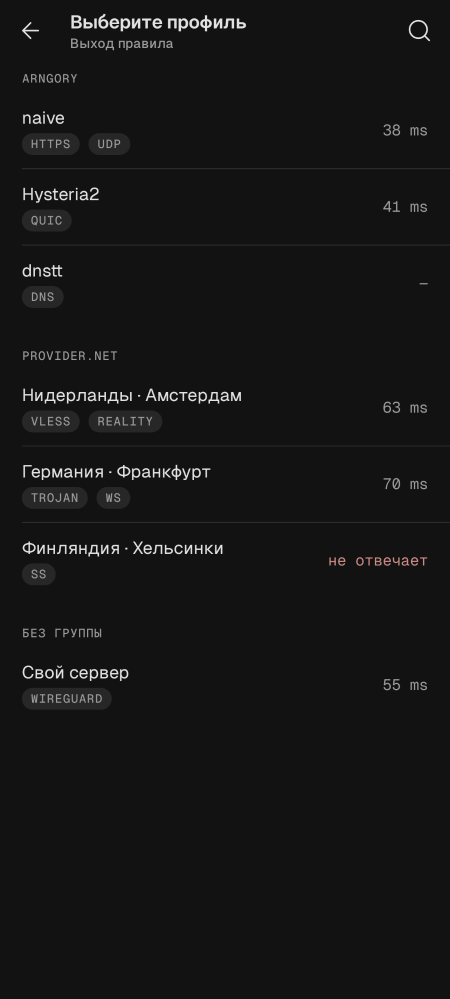 Выберите профиль
Выход правила
ARNGORY
naive
HTTPS UDP
38 ms
Hysteria2
QUIC
41 ms
dnstt
DNS
—
PROVIDER.NET
Нидерланды · Амстердам
VLESS REALITY
63 ms
Германия · Франкфурт
TROJAN WS
70 ms
Финляндия · Хельсинки
SS
не отвечает
БЕЗ ГРУППЫ
Свой сервер
WIREGUARD
55 ms